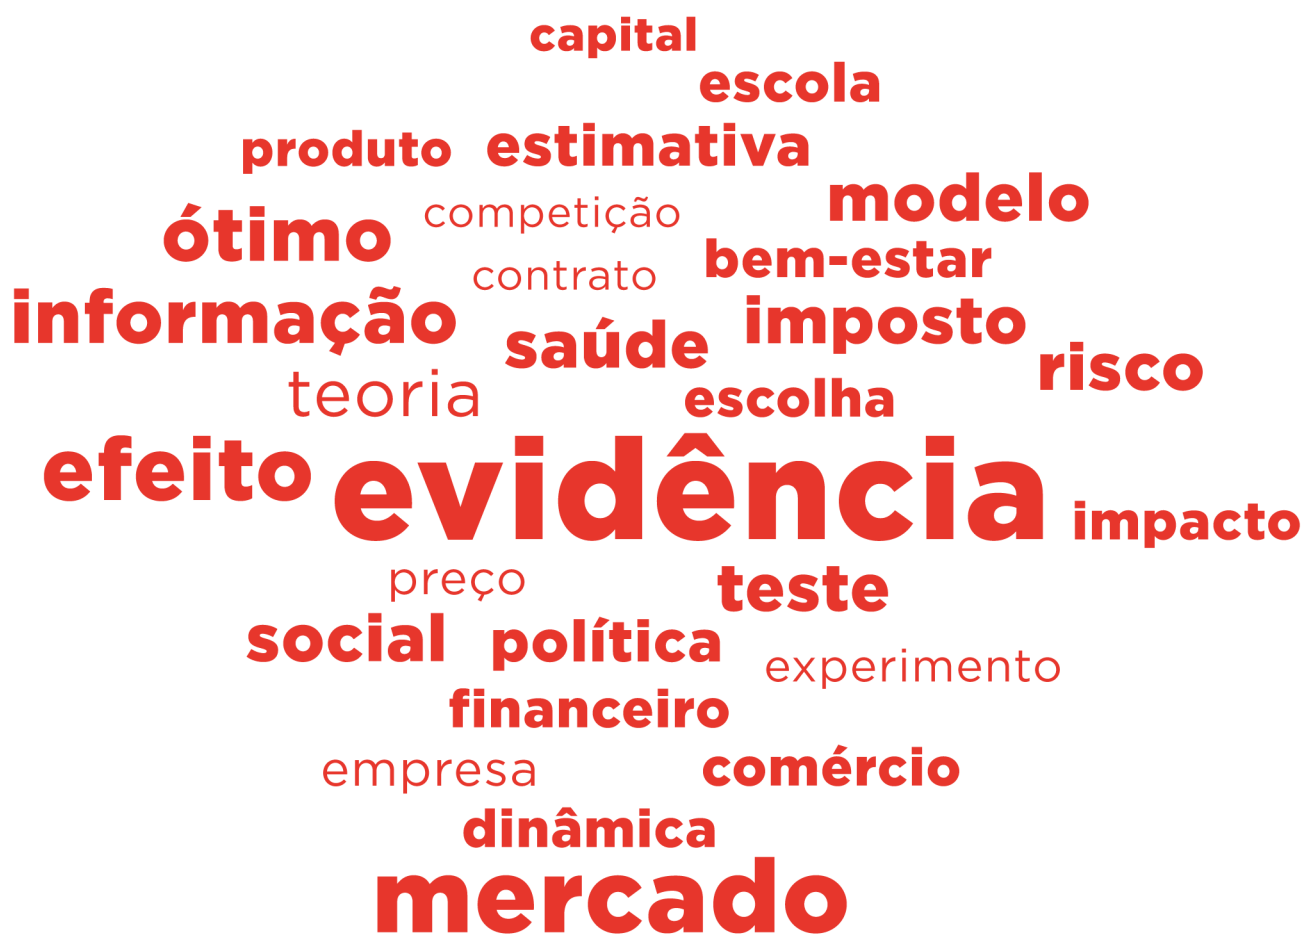 capital
escola
produto estimativa
modelo
competição
ótimo
bem-estar
contrato
informação
imposto
saúde
risco
teoria
escolha
efeito evidência
impacto
preço
teste
social política
experimento
financeiro
empresa comércio
dinâmica
mercado